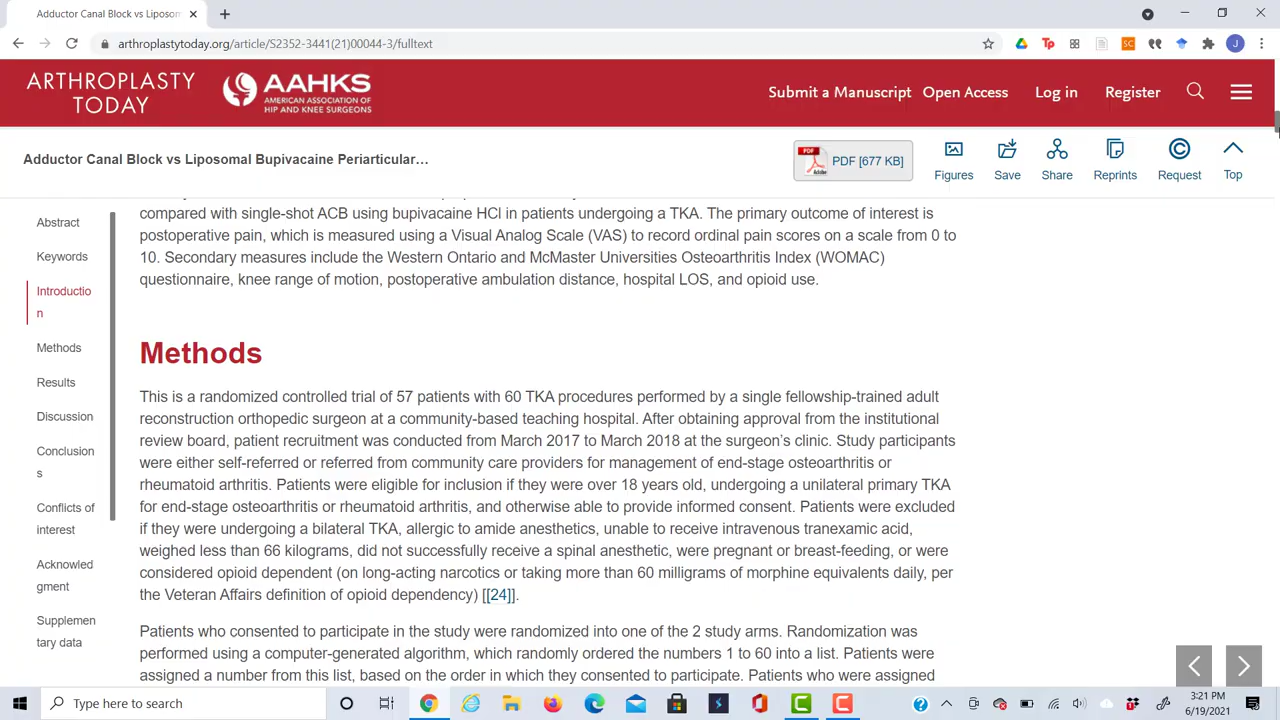 Adductor Canal Block vs Liposom
arthroplastytoday.org/article/S2352-3441(21)00044-3/fulltext
ARTHROPLASTY
TODAY
AAHKS
AMERICAN ASSOCIATION OF
HIP AND KNEE SURGEONS
Submit a Manuscript Open Access Log in Register
Adductor Canal Block vs Liposomal Bupivacaine Periarticular…
PDF [677 KB]
Figures Save Share Reprints Request Top
Abstract
Keywords
Introductio
n
Methods
Results
Discussion
Conclusion
s
Conflicts of
interest
Acknowled
gment
Supplemen
tary data
compared with single-shot ACB using bupivacaine HCl in patients undergoing a TKA. The primary outcome of interest is
postoperative pain, which is measured using a Visual Analog Scale (VAS) to record ordinal pain scores on a scale from 0 to
10. Secondary measures include the Western Ontario and McMaster Universities Osteoarthritis Index (WOMAC)
questionnaire, knee range of motion, postoperative ambulation distance, hospital LOS, and opioid use.
Methods
This is a randomized controlled trial of 57 patients with 60 TKA procedures performed by a single fellowship-trained adult
reconstruction orthopedic surgeon at a community-based teaching hospital. After obtaining approval from the institutional
review board, patient recruitment was conducted from March 2017 to March 2018 at the surgeon's clinic. Study participants
were either self-referred or referred from community care providers for management of end-stage osteoarthritis or
rheumatoid arthritis. Patients were eligible for inclusion if they were over 18 years old, undergoing a unilateral primary TKA
for end-stage osteoarthritis or rheumatoid arthritis, and otherwise able to provide informed consent. Patients were excluded
if they were undergoing a bilateral TKA, allergic to amide anesthetics, unable to receive intravenous tranexamic acid,
weighed less than 66 kilograms, did not successfully receive a spinal anesthetic, were pregnant or breast-feeding, or were
considered opioid dependent (on long-acting narcotics or taking more than 60 milligrams of morphine equivalents daily, per
the Veteran Affairs definition of opioid dependency) [[24]].
Patients who consented to participate in the study were randomized into one of the 2 study arms. Randomization was
performed using a computer-generated algorithm, which randomly ordered the numbers 1 to 60 into a list. Patients were
assigned a number from this list, based on the order in which they consented to participate. Patients who were assigned
Type here to search
3:21 PM
6/19/2021